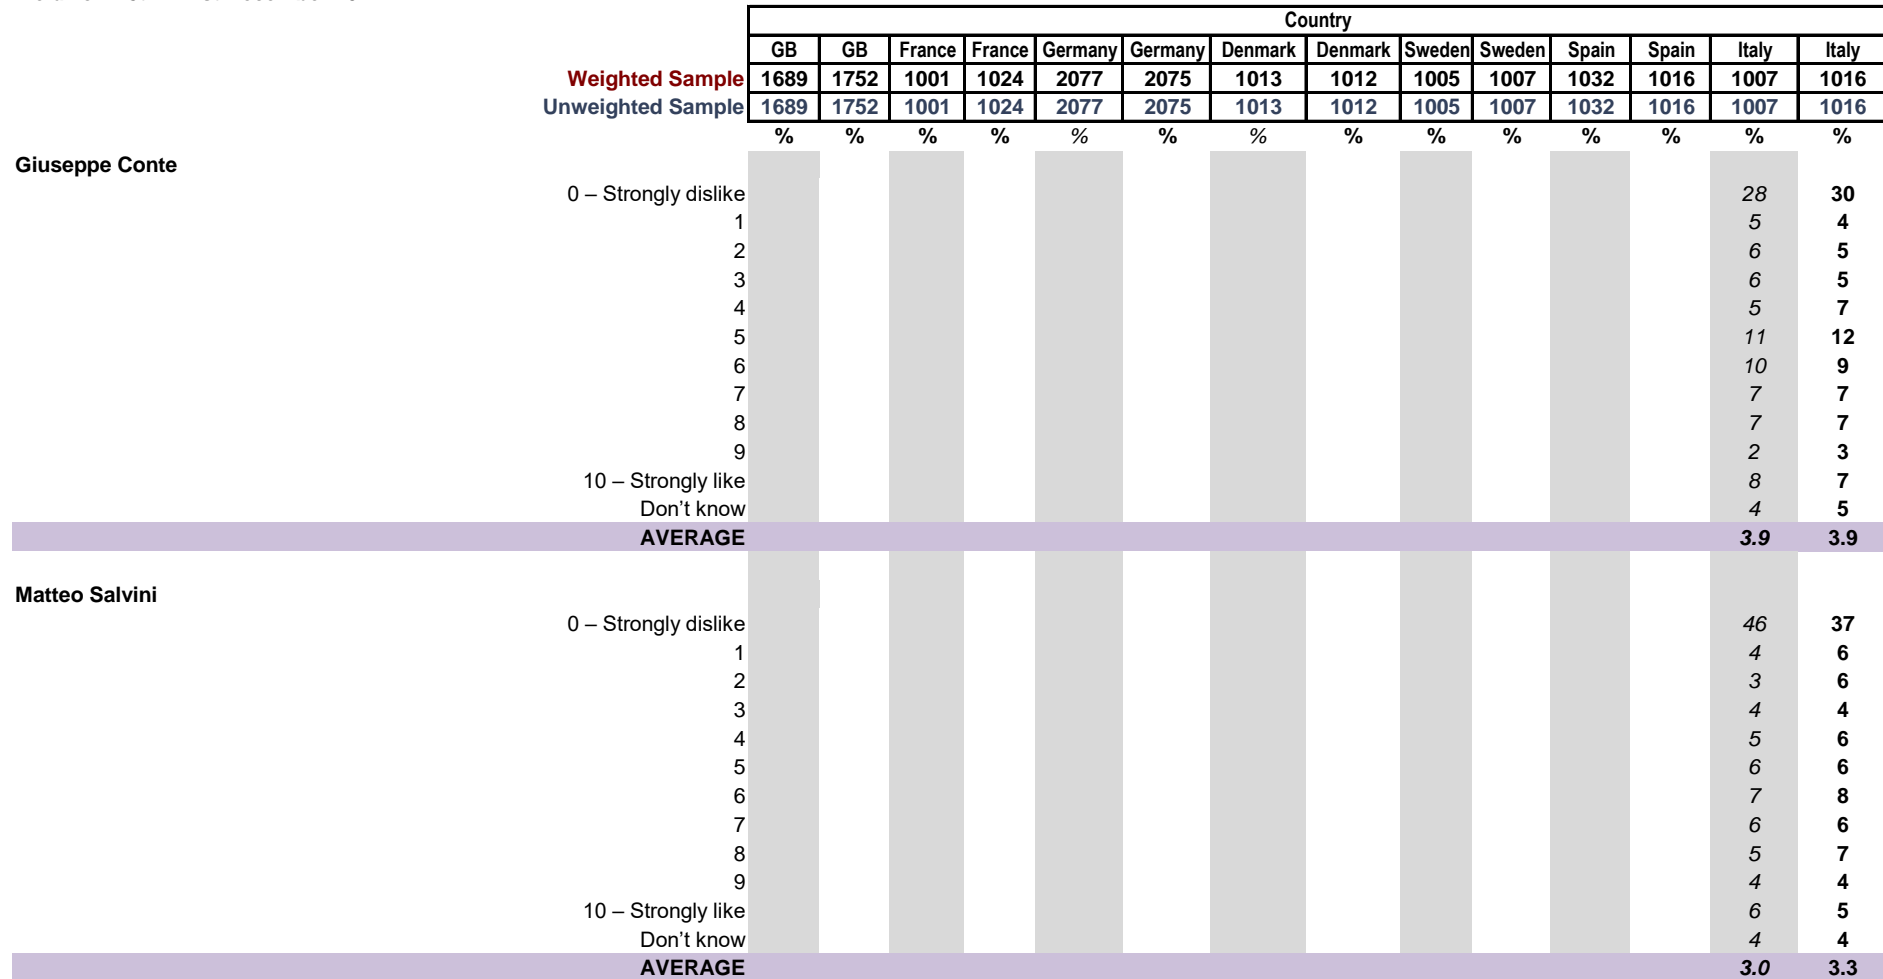 Country
GB GB France France Germany Germany Denmark Denmark Sweden Sweden Spain Spain Italy Italy
Weighted Sample 1689 1752 1001 1024 2077 2075 1013 1012 1005 1007 1032 1016 1007 1016
Unweighted Sample 1689 1752 1001 1024 2077 2075 1013 1012 1005 1007 1032 1016 1007 1016
% % % % % % % % % % % % % %
Giuseppe Conte
0 – Strongly dislike 28 30
1 5 4
2 6 5
3 6 5
4 5 7
5 11 12
6 10 9
7 7 7
8 7 7
9 2 3
10 – Strongly like 8 7
Don't know 4 5
AVERAGE 3.9 3.9
Matteo Salvini
0 – Strongly dislike 46 37
1 4 6
2 3 6
3 4 4
4 5 6
5 6 6
6 7 8
7 6 6
8 5 7
9 4 4
10 – Strongly like 6 5
Don't know 4 4
AVERAGE 3.0 3.3